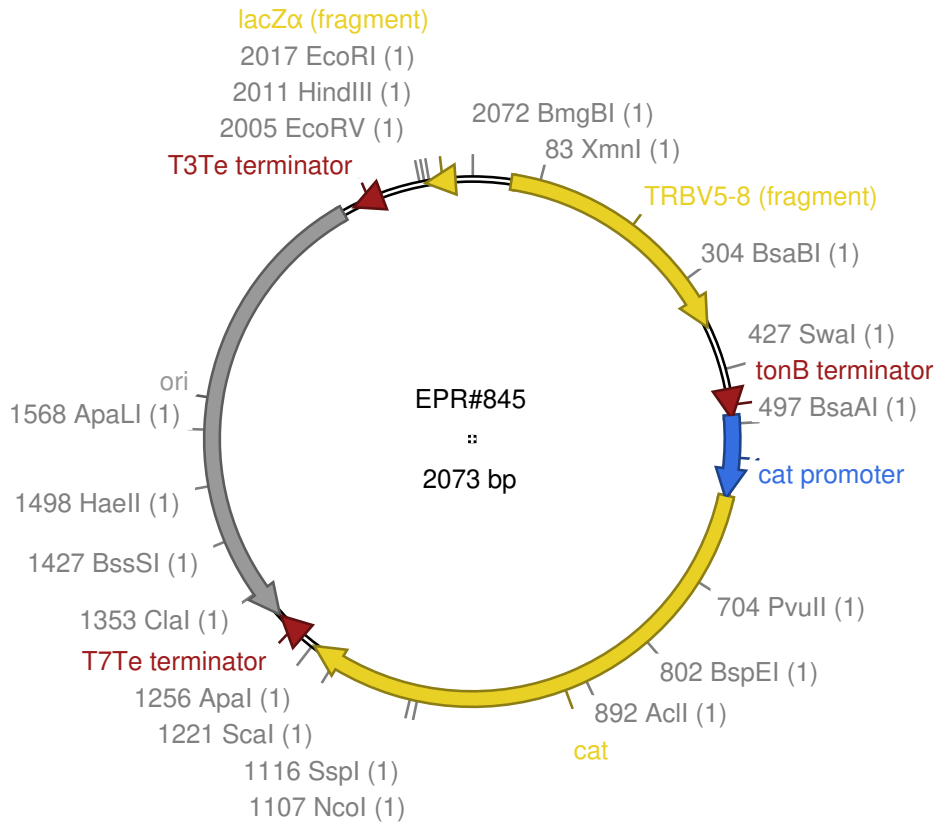 lacZα (fragment)
2017 EcoRI (1)
2011 HindIII (1)
2005 EcoRV (1)
T3Te terminator
2072 BmgBI (1)
83 XmnI (1)
TRBV5-8 (fragment)
304 BsaBI (1)
427 SwaI (1)
tonB terminator
497 BsaAI (1)
cat promoter
704 PvuII (1)
802 BspEI (1)
892 AclI (1)
cat
1107 NcoI (1)
1116 SspI (1)
1221 ScaI (1)
1256 ApaI (1)
T7Te terminator
1353 ClaI (1)
1427 BssSI (1)
1498 HaeII (1)
1568 ApaLI (1)
ori
EPR#845
2073 bp